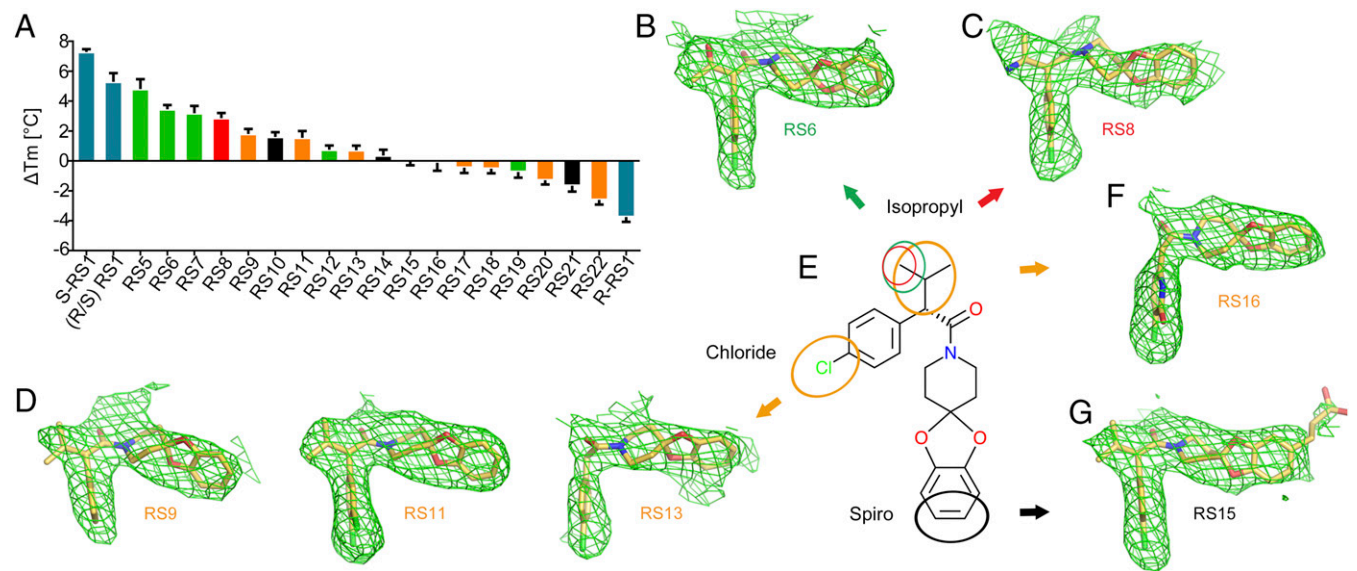 A
ΔTm [°C]
8
6
4
2
0
-2
-4
-6
S-RS1
(R/S) RS1
RS5
RS6
RS7
RS8
RS9
RS10
RS11
RS12
RS13
RS14
RS15
RS16
RS17
RS18
RS19
RS20
RS21
RS22
R-RS1
B
RS6
C
RS8
Isopropyl
E
O
Chloride
Cl
N
O
O
Spiro
F
RS16
D
RS9
RS11
RS13
G
RS15